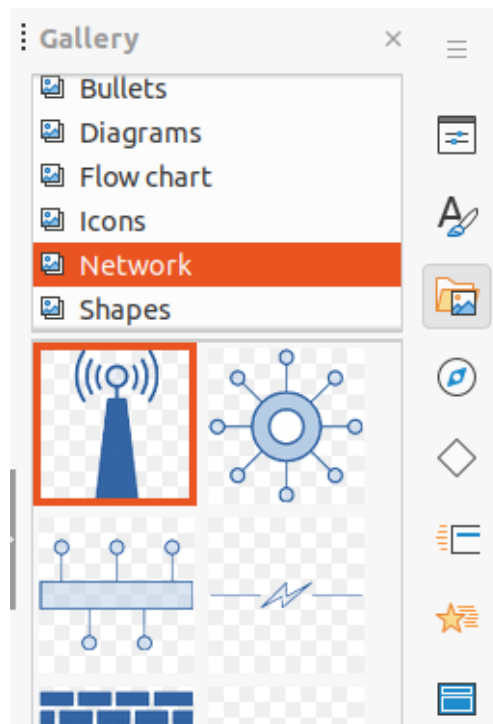 Gallery
Bullets
Diagrams
Flow chart
Icons
Network
Shapes